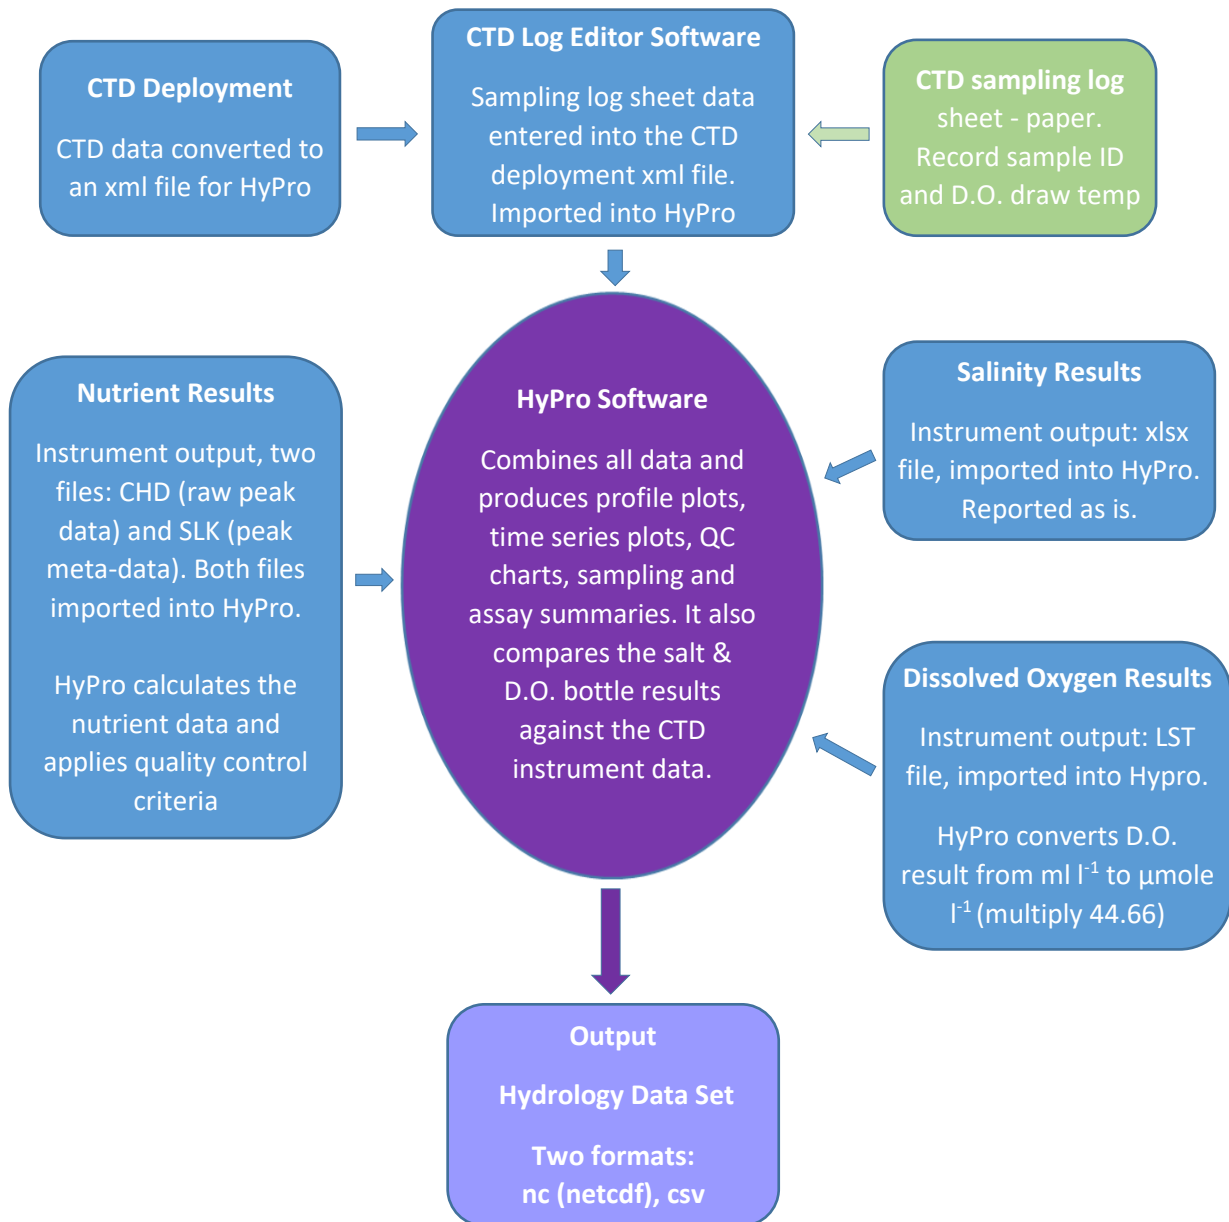 CTD Deployment
CTD data converted to
an xml file for HyPro
CTD Log Editor Software
Sampling log sheet data
entered into the CTD
deployment xml file.
Imported into HyPro
CTD sampling log
sheet - paper.
Record sample ID
and D.O. draw temp
Nutrient Results
Instrument output, two
files: CHD (raw peak
data) and SLK (peak
meta-data). Both files
imported into HyPro.
HyPro calculates the
nutrient data and
applies quality control
criteria
HyPro Software
Combines all data and
produces profile plots,
time series plots, QC
charts, sampling and
assay summaries. It also
compares the salt &
D.O. bottle results
against the CTD
instrument data.
Salinity Results
Instrument output: xlsx
file, imported into HyPro.
Reported as is.
Dissolved Oxygen Results
Instrument output: LST
file, imported into Hypro.
HyPro converts D.O.
result from ml l⁻¹ to µmole
l⁻¹ (multiply 44.66)
Output
Hydrology Data Set
Two formats:
nc (netcdf), csv